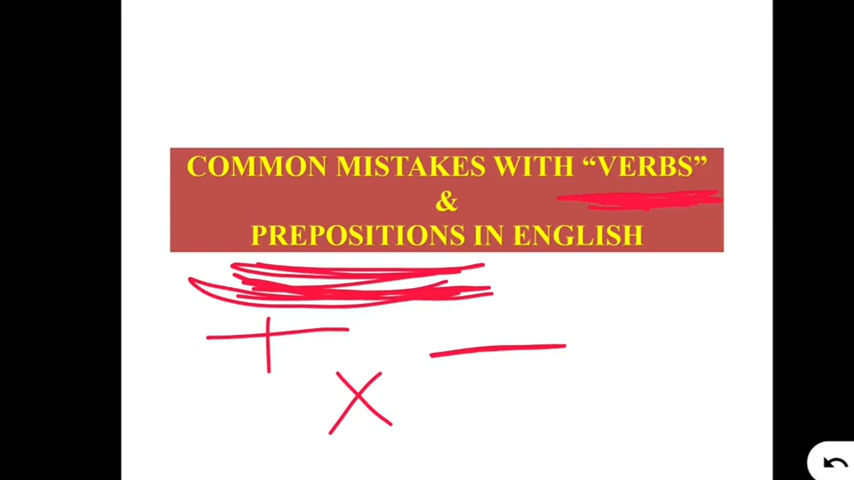 COMMON MISTAKES WITH “VERBS”
&
PREPOSITIONS IN ENGLISH